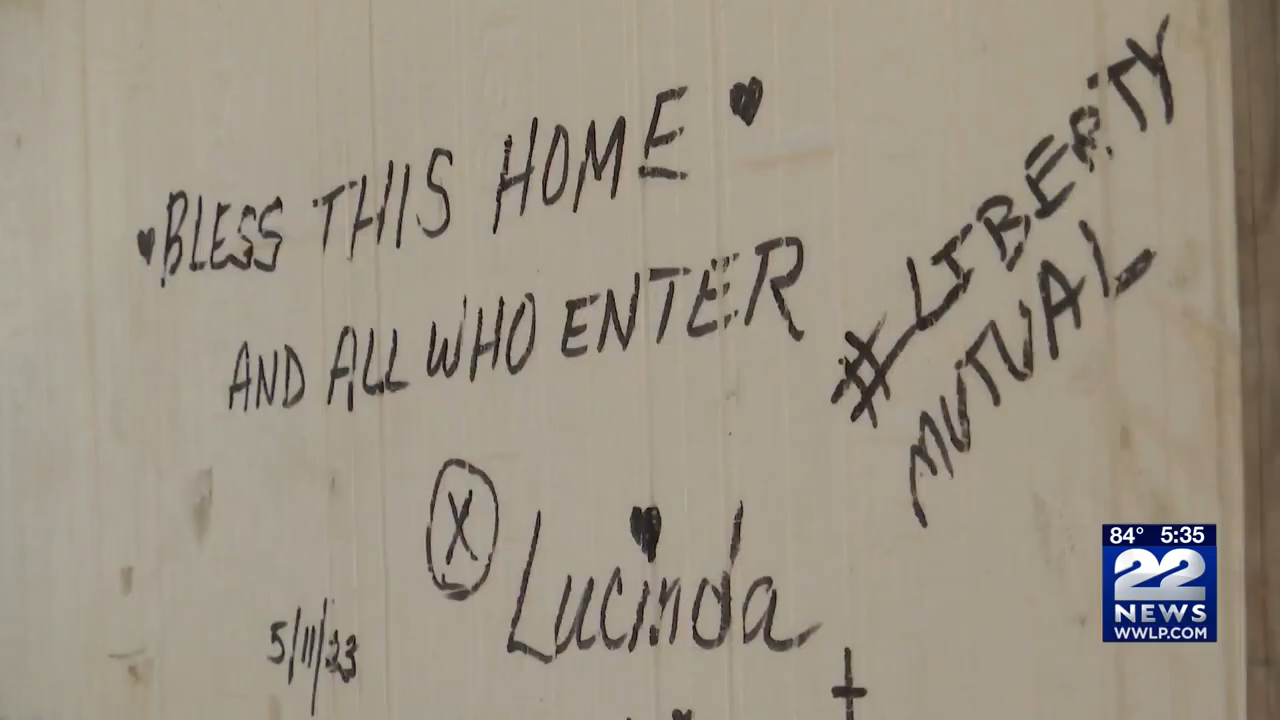 BLESS THIS HOME
AND ALL WHO ENTER
#LIBERTY
MUTUAL
X
Lucinda
5/11/23
84° 5:35
22
NEWS
WWLP.COM